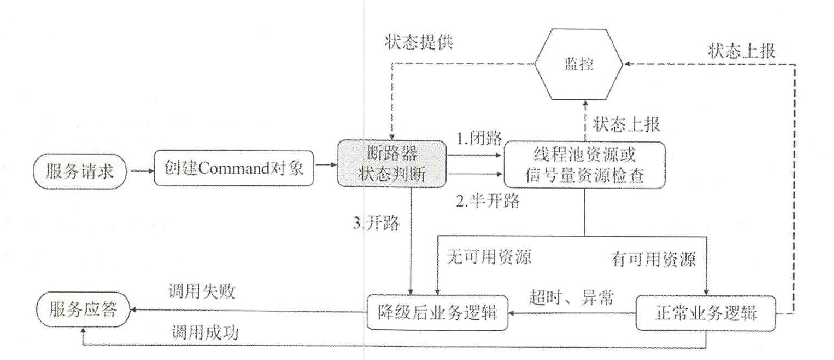 状态提供
监控
状态上报
状态上报
服务请求
创建Command对象
断路器
状态判断
1.闭路
2.半开路
线程池资源或
信号量资源检查
3.开路
无可用资源
有可用资源
服务应答
调用失败
调用成功
降级后业务逻辑
超时、异常
正常业务逻辑